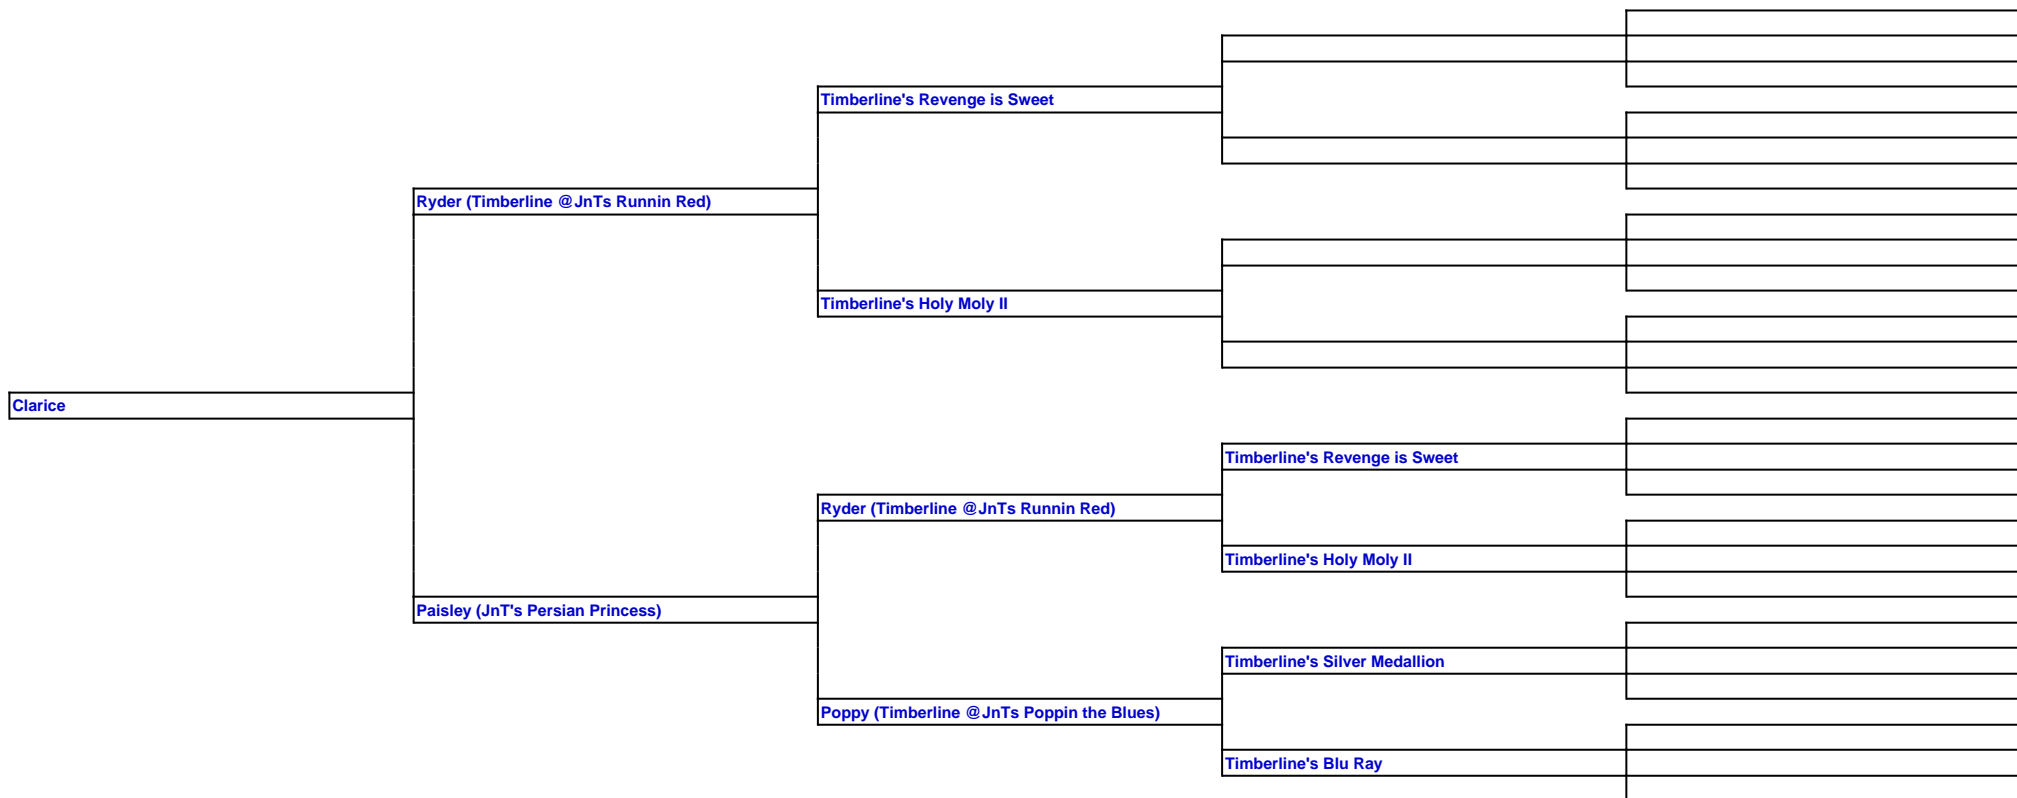 Timberline's Revenge is Sweet
Ryder (Timberline @JnTs Runnin Red)
Timberline's Holy Moly II
Clarice
Timberline's Revenge is Sweet
Ryder (Timberline @JnTs Runnin Red)
Timberline's Holy Moly II
Paisley (JnT's Persian Princess)
Timberline's Silver Medallion
Poppy (Timberline @JnTs Poppin the Blues)
Timberline's Blu Ray